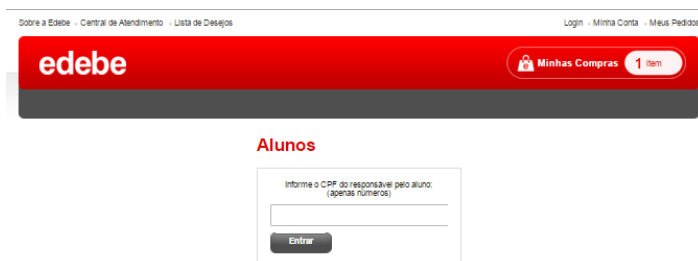 Sobre a Edebe - Central de Atendimento - Lista de Desejos
Login - Minha Conta - Meus Pedidos
edebe
Minhas Compras 1 Item
Alunos
Informe o CPF do responsável pelo aluno:
(apenas números)
Entrar